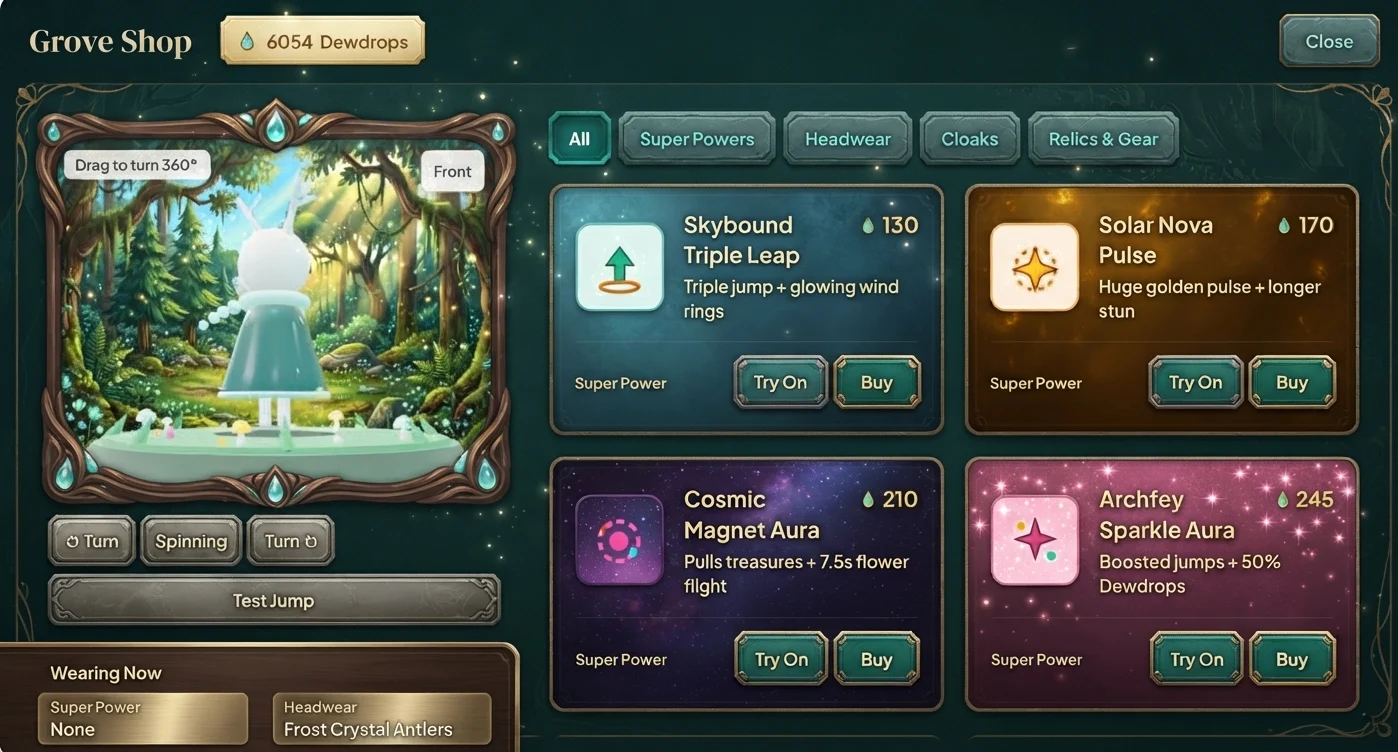 Grove Shop
6054 Dewdrops
Close
Drag to turn 360°
Front
Turn
Spinning
Turn
Test Jump
Wearing Now
Super Power
None
Headwear
Frost Crystal Antlers
All
Super Powers
Headwear
Cloaks
Relics & Gear
Skybound
Triple Leap
130
Triple jump + glowing wind
rings
Super Power
Try On
Buy
Solar Nova
Pulse
170
Huge golden pulse + longer
stun
Super Power
Try On
Buy
Cosmic
Magnet Aura
210
Pulls treasures + 7.5s flower
flight
Super Power
Try On
Buy
Archfey
Sparkle Aura
245
Boosted jumps + 50%
Dewdrops
Super Power
Try On
Buy